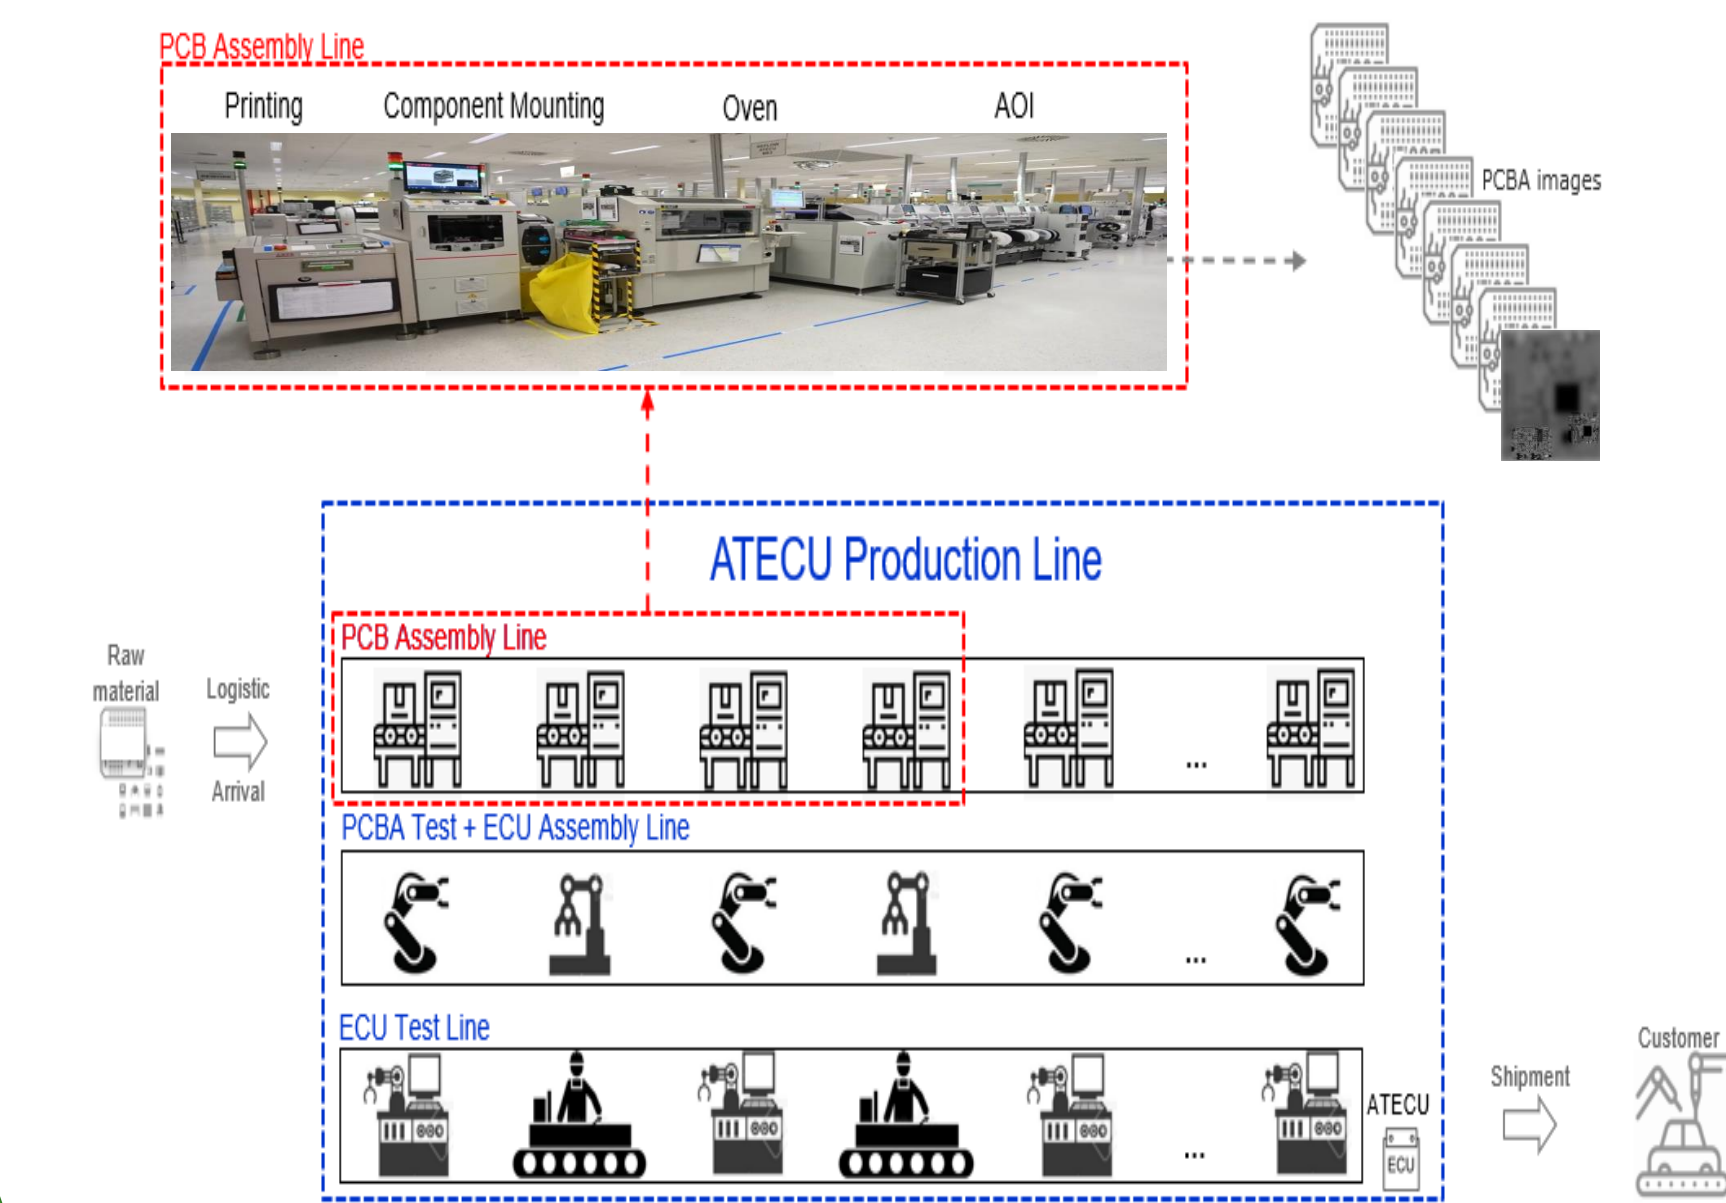 PCB Assembly Line
Printing
Component Mounting
Oven
AOI
PCBA images
ATECU Production Line
PCB Assembly Line
Raw
material
Logistic
Arrival
...
PCBA Test + ECU Assembly Line
...
ECU Test Line
...
ATECU
ECU
Shipment
Customer